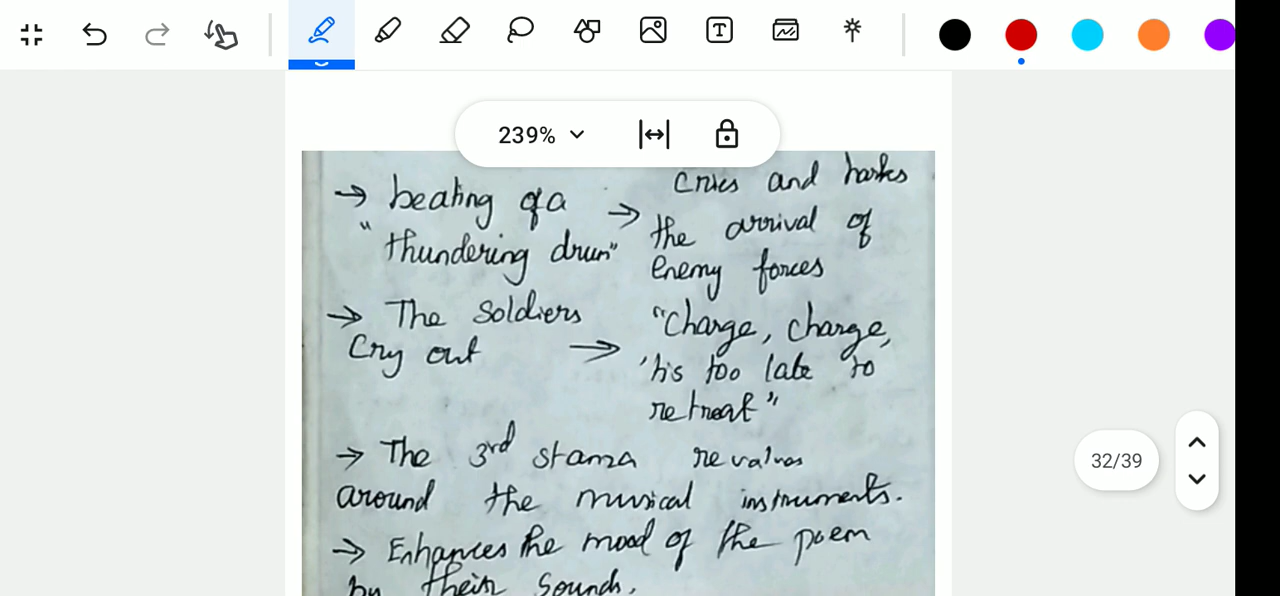 239%
→ beating of a → cries and harks
"thundering drum" the arrival of
enemy forces
→ The Soldiers "Charge, charge,
Cry out → 'tis too late to
retreat"
→ The 3rd stanza revalves
around the musical instruments.
→ Enhances the mood of the poem
by their Sounds.
32/39